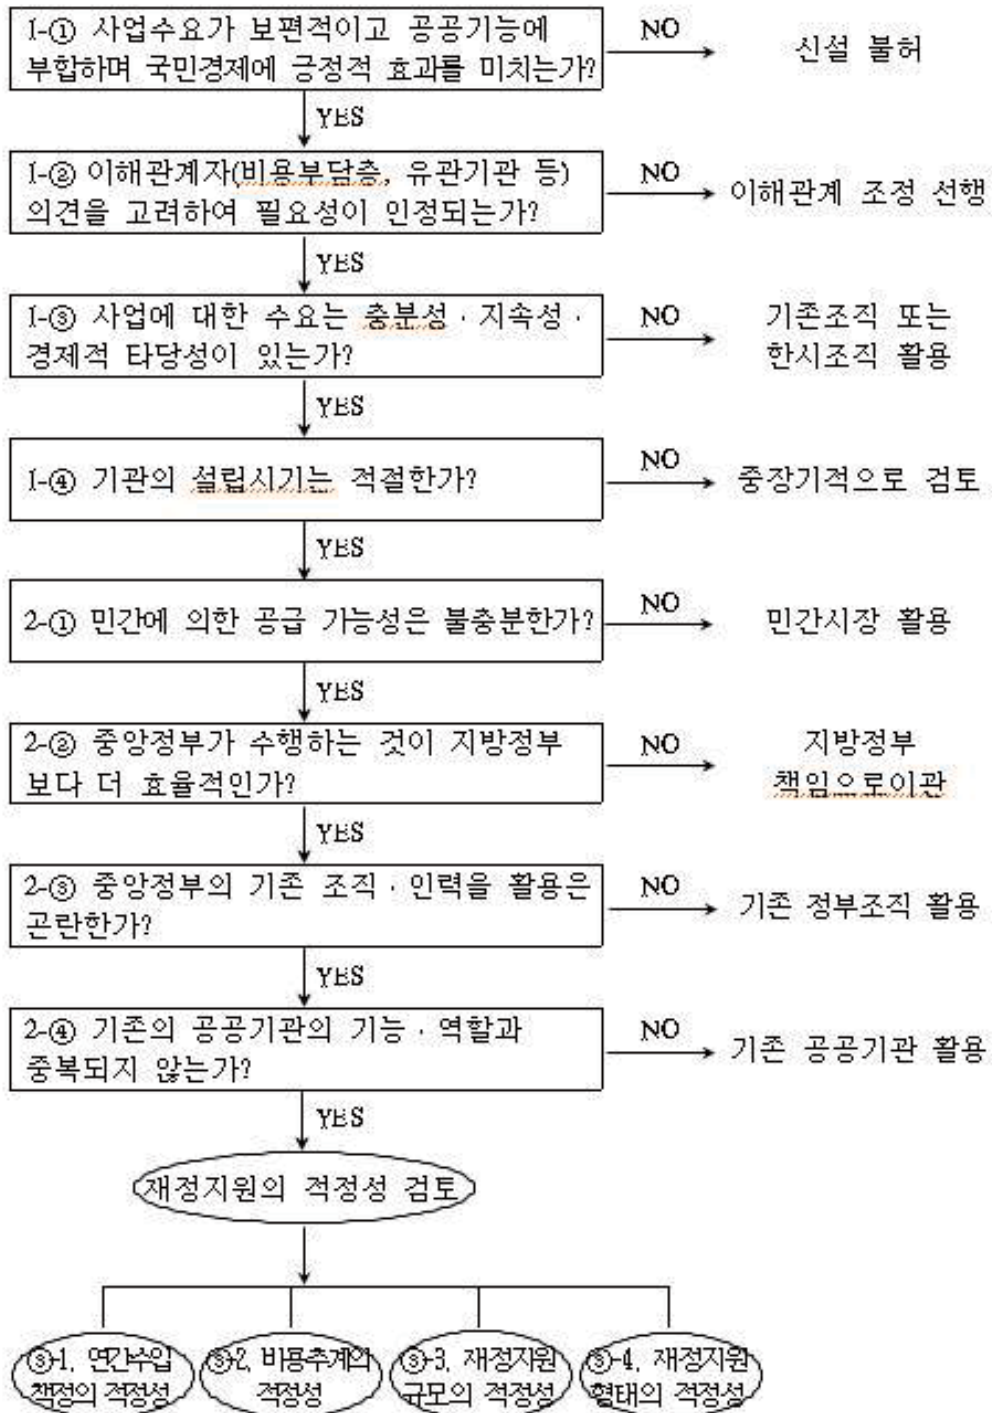 1-① 사업수요가 보편적이고 공공기능에
부합하며 국민경제에 긍정적 효과를 미치는가?
NO
신설 불허
YES
1-② 이해관계자(비용부담층, 유관기관 등)
의견을 고려하여 필요성이 인정되는가?
NO
이해관계 조정 선행
YES
1-③ 사업에 대한 수요는 충분성·지속성·
경제적 타당성이 있는가?
NO
기존조직 또는
한시조직 활용
YES
1-④ 기관의 설립시기는 적절한가?
NO
중장기적으로 검토
YES
2-① 민간에 의한 공급 가능성은 불충분한가?
NO
민간시장 활용
YES
2-② 중앙정부가 수행하는 것이 지방정부
보다 더 효율적인가?
NO
지방정부
책임으로이관
YES
2-③ 중앙정부의 기존 조직·인력을 활용은
곤란한가?
NO
기존 정부조직 활용
YES
2-④ 기존의 공공기관의 기능·역할과
중복되지 않는가?
NO
기존 공공기관 활용
YES
재정지원의 적정성 검토
③-1, 연간수입
책정의 적정성
③-2, 비용추계의
적정성
③-3, 재정지원
규모의 적정성
③-4, 재정지원
형태의 적정성